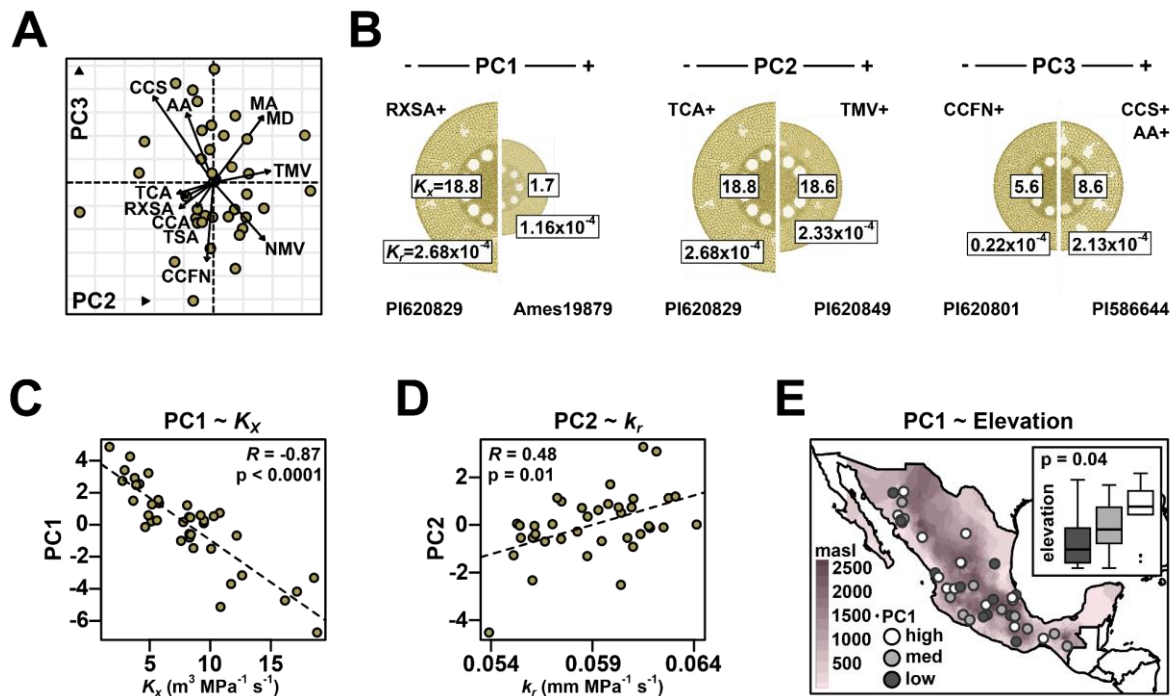 A
PC3
CCS
AA
MA
MD
TMV
TCA
RXSA
CCA
TSA
NMV
CCFN
PC2
B
- PC1 +
- PC2 +
- PC3 +
RXSA+
TCA+
TMV+
CCFN+
CCS+
AA+
Kx=18.8
1.7
18.8
18.6
5.6
8.6
1.16x10⁻⁴
2.33x10⁻⁴
Kr=2.68x10⁻⁴
2.68x10⁻⁴
0.22x10⁻⁴
2.13x10⁻⁴
PI620829
Ames19879
PI620829
PI620849
PI620801
PI586644
C
PC1 ~ Kx
R = -0.87
p < 0.0001
PC1
4
2
0
-2
-4
-6
5
10
15
Kx (m³ MPa⁻¹ s⁻¹)
D
PC2 ~ kr
R = 0.48
p = 0.01
PC2
2
0
-2
-4
0.054
0.059
0.064
kr (mm MPa⁻¹ s⁻¹)
E
PC1 ~ Elevation
p = 0.04
elevation
masl
2500
2000
1500
1000
500
PC1
high
med
low